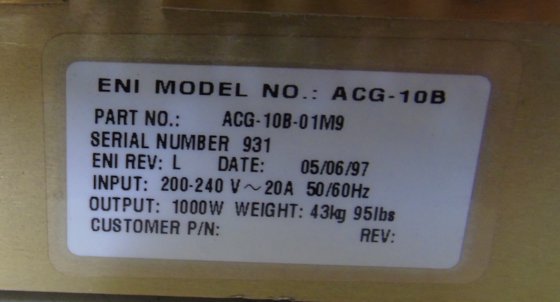 ENI MODEL NO.: ACG-10B
PART NO.: ACG-10B-01M9
SERIAL NUMBER 931
ENI REV: L DATE: 05/06/97
INPUT: 200-240 V~20A 50/60Hz
OUTPUT: 1000W WEIGHT: 43kg 95lbs
CUSTOMER P/N: REV: